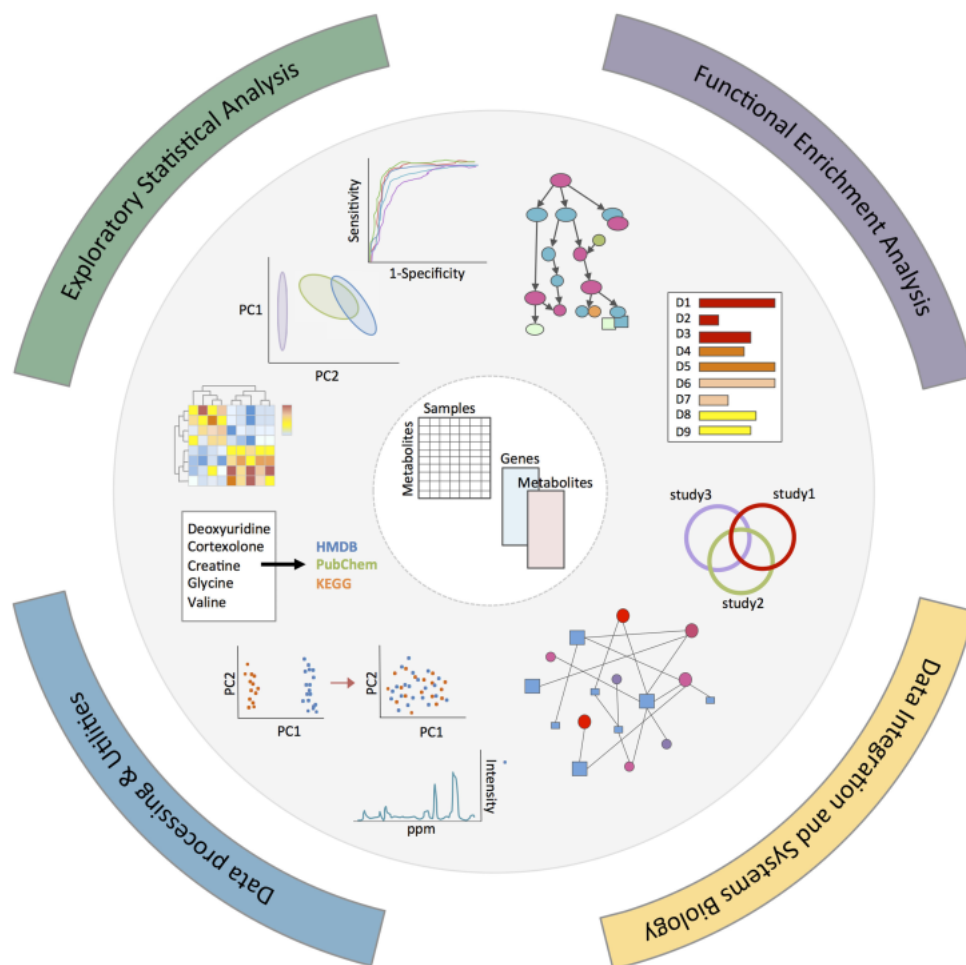 Exploratory Statistical Analysis
Functional Enrichment Analysis
Sensitivity
1-Specificity
PC1
PC2
D1
D2
D3
D4
D5
D6
D7
D8
D9
Samples
Metabolites
Genes
Metabolites
study3
study1
study2
Deoxyuridine
Cortexolone
Creatine
Glycine
Valine
HMDB
PubChem
KEGG
PC2
PC1
PC2
PC1
Intensity
ppm
Data processing & Utilities
Data Integration and Systems Biology